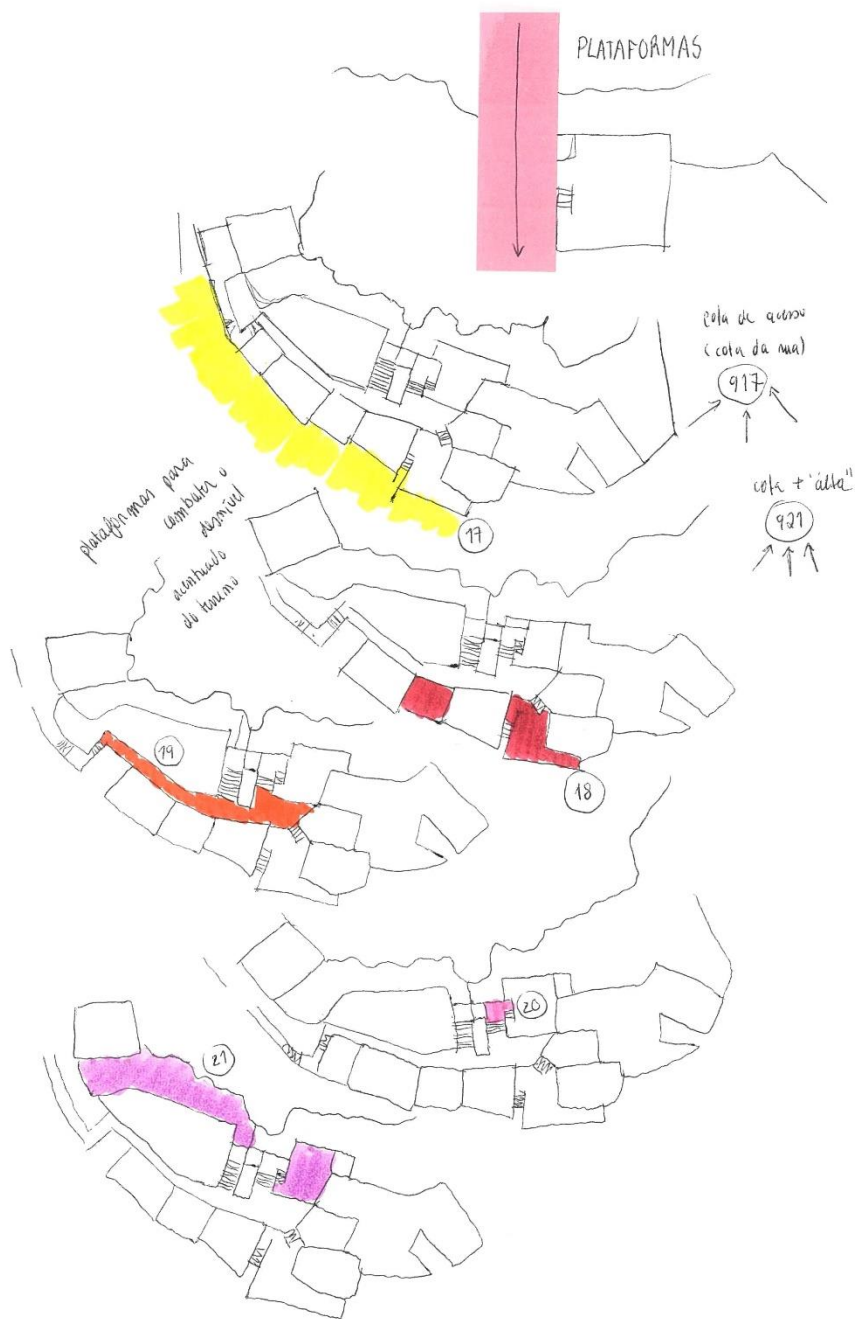 PLATAFORMAS
cota de acesso
(cota da rua)
917
cota + "alta"
921
17
plataformas para
combater o
desnível
acentuado
do terreno
18
19
20
21